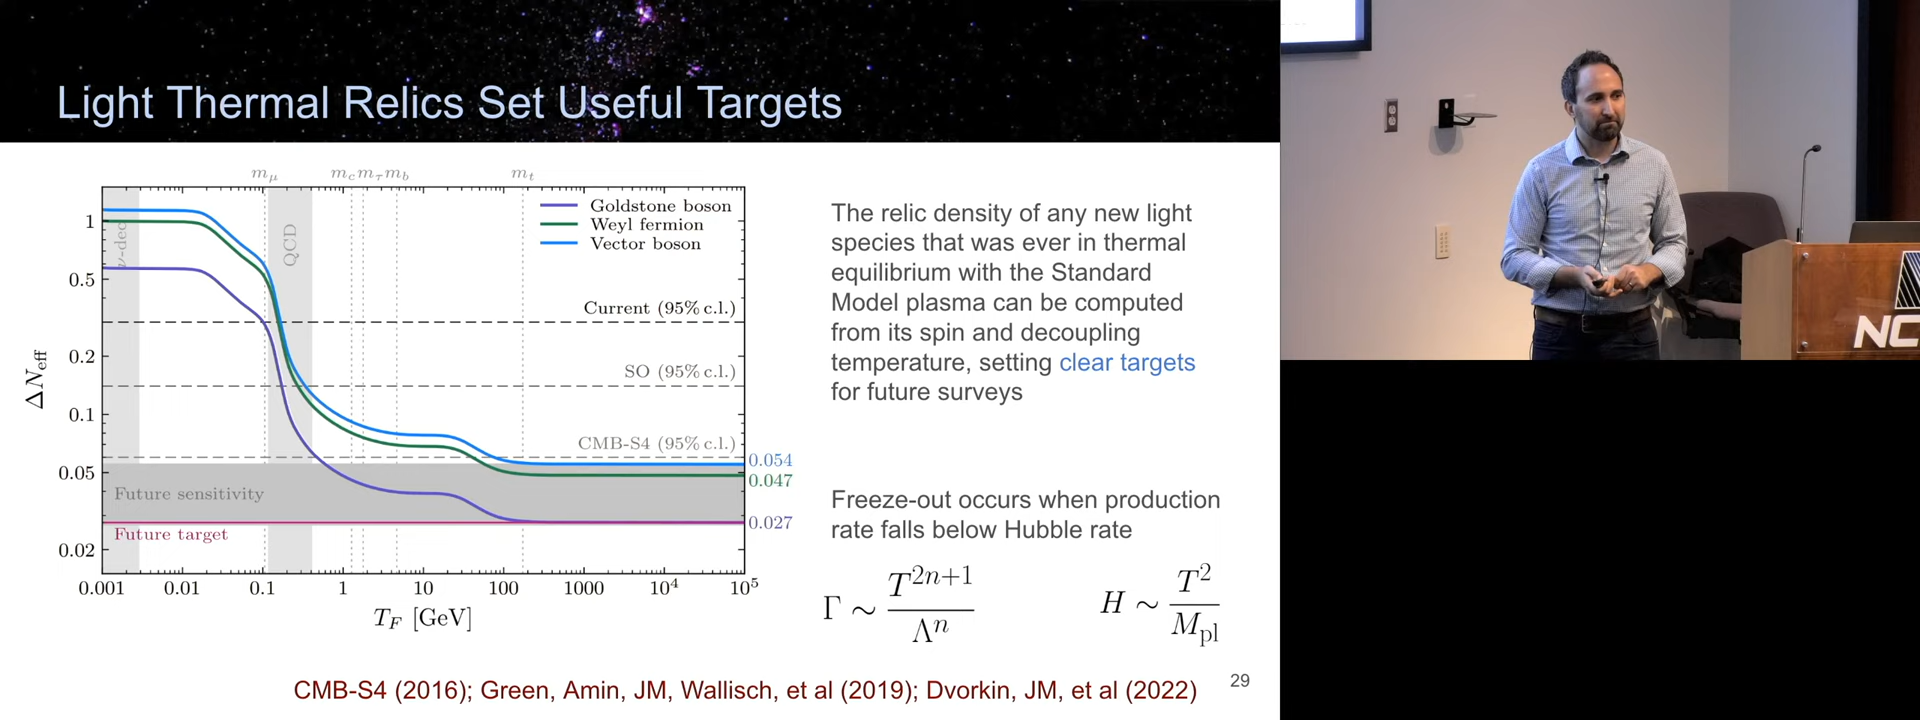 Light Thermal Relics Set Useful Targets
m_μ m_c m_τ m_b m_t
Goldstone boson
Weyl fermion
Vector boson
ν-dec
QCD
Current (95% c.l.)
SO (95% c.l.)
CMB-S4 (95% c.l.)
Future sensitivity
Future target
0.054
0.047
0.027
1
0.5
0.2
0.1
0.05
0.02
ΔN_eff
0.001 0.01 0.1 1 10 100 1000 10^4 10^5
T_F [GeV]
The relic density of any new light
species that was ever in thermal
equilibrium with the Standard
Model plasma can be computed
from its spin and decoupling
temperature, setting clear targets
for future surveys
Freeze-out occurs when production
rate falls below Hubble rate
Γ ∼ T^{2n+1} / Λ^n
H ∼ T^2 / M_pl
CMB-S4 (2016); Green, Amin, JM, Wallisch, et al (2019); Dvorkin, JM, et al (2022)
29
NC